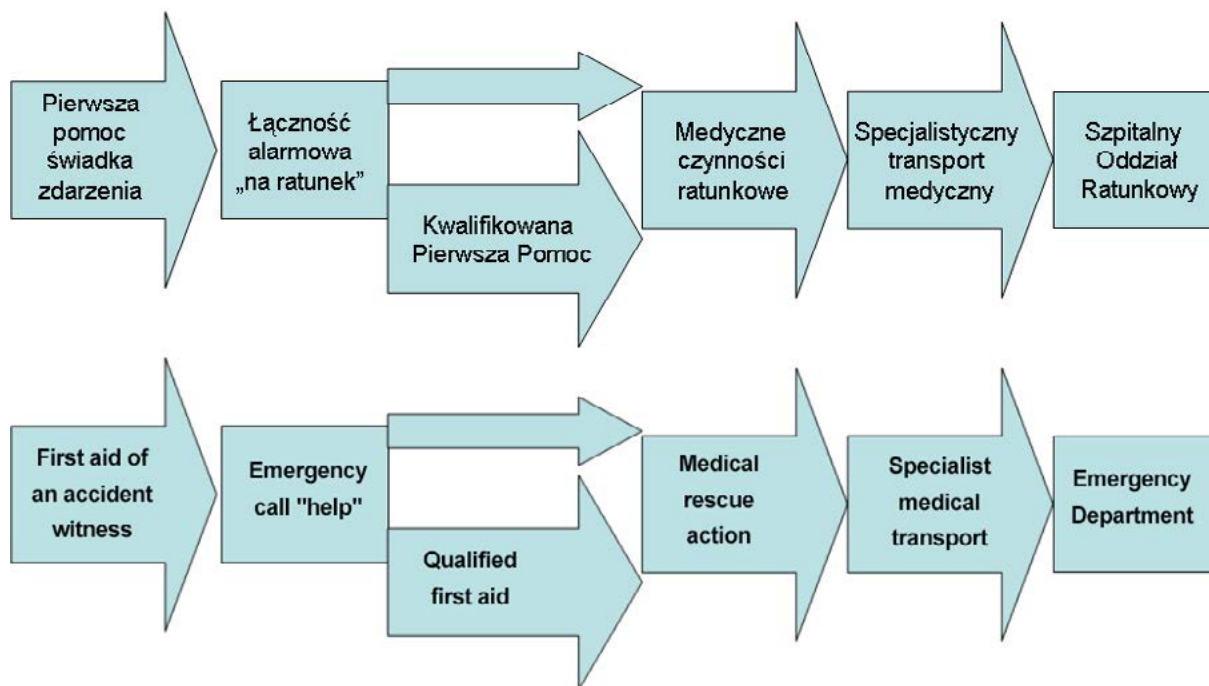 Pierwsza
pomoc
świadka
zdarzenia
Łączność
alarmowa
„na ratunek”
Kwalifikowana
Pierwsza Pomoc
Medyczne
czynności
ratunkowe
Specjalistyczny
transport
medyczny
Szpitalny
Oddział
Ratunkowy
First aid of
an accident
witness
Emergency
call "help"
Qualified
first aid
Medical
rescue
action
Specialist
medical
transport
Emergency
Department